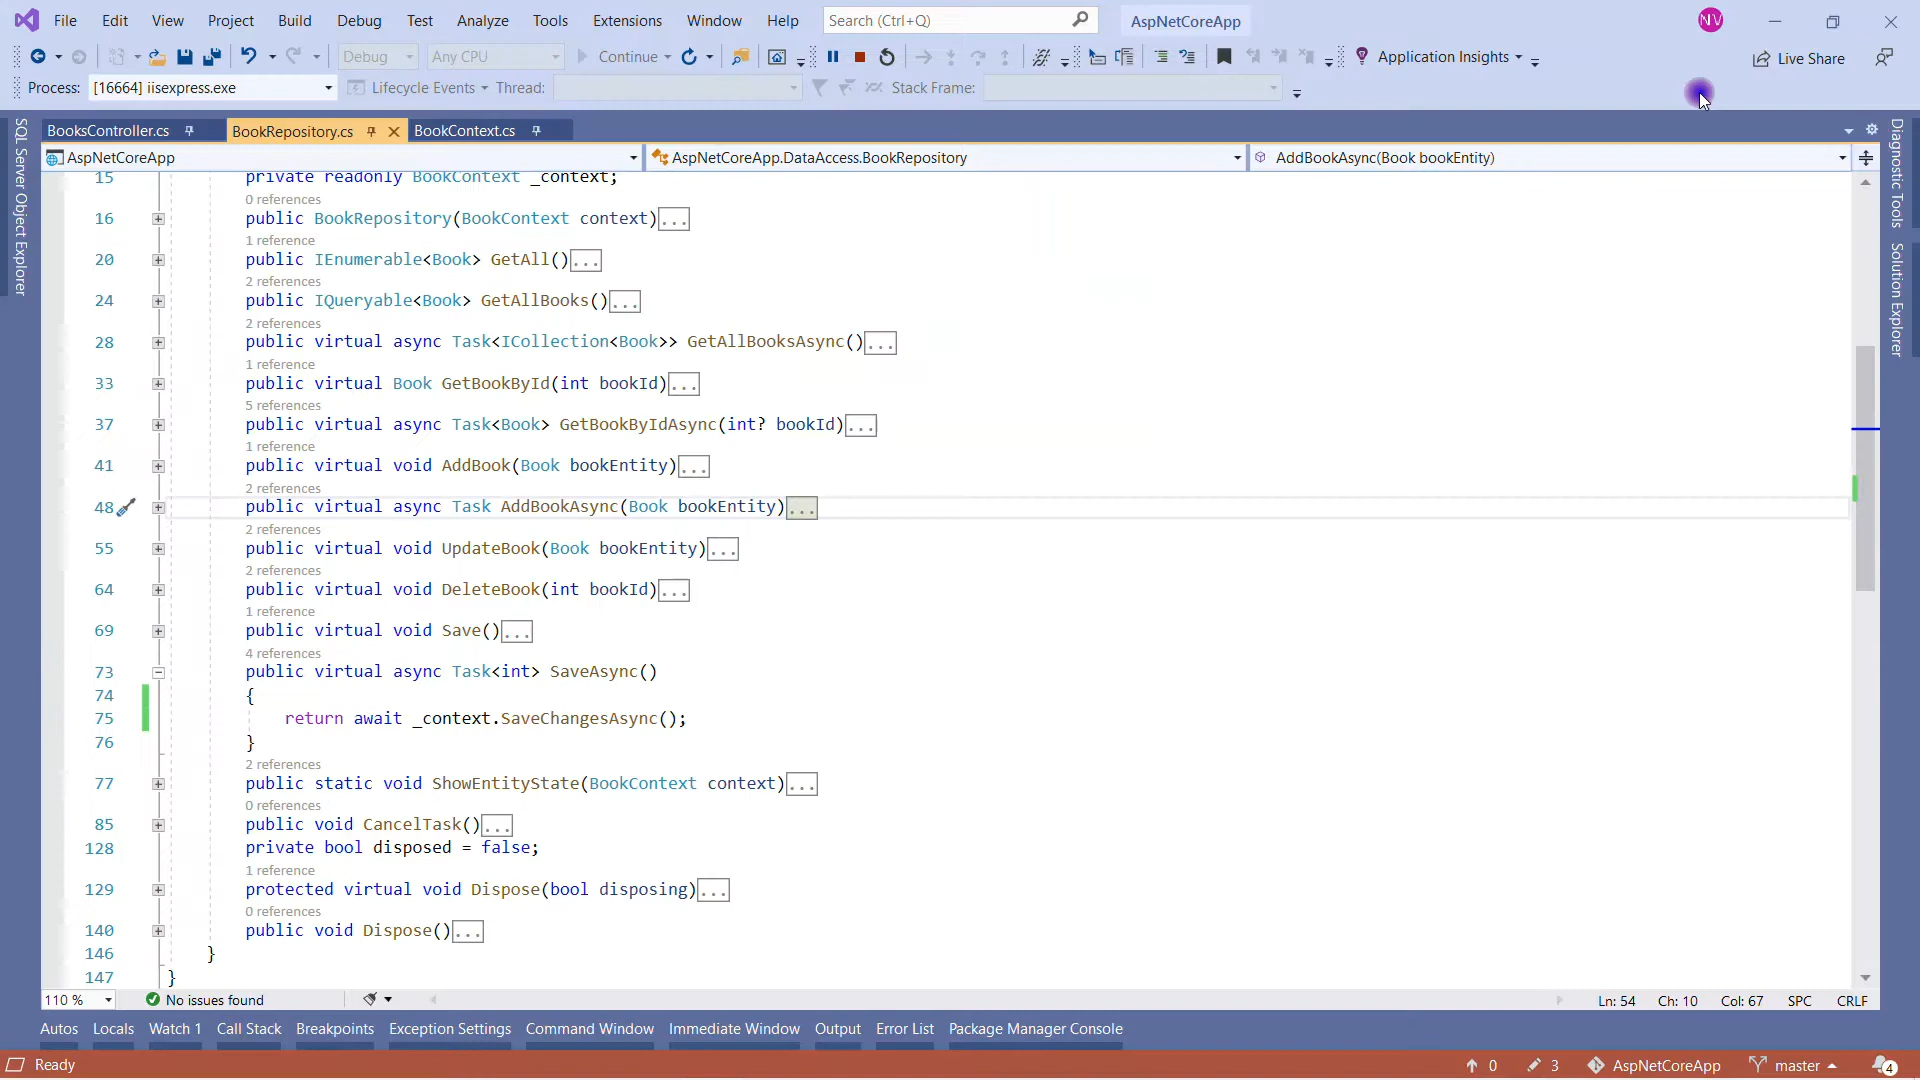 File Edit View Project Build Debug Test Analyze Tools Extensions Window Help Search (Ctrl+Q) AspNetCoreApp NV
Debug Any CPU Continue Application Insights Live Share
Process: [16664] iisexpress.exe Lifecycle Events Thread: Stack Frame:
SQL Server Object Explorer
BooksController.cs BookRepository.cs BookContext.cs
AspNetCoreApp AspNetCoreApp.DataAccess.BookRepository AddBookAsync(Book bookEntity)
15 private readonly BookContext _context;
0 references
16 public BookRepository(BookContext context)...
1 reference
20 public IEnumerable<Book> GetAll()...
2 references
24 public IQueryable<Book> GetAllBooks()...
2 references
28 public virtual async Task<ICollection<Book>> GetAllBooksAsync()...
1 reference
33 public virtual Book GetBookById(int bookId)...
5 references
37 public virtual async Task<Book> GetBookByIdAsync(int? bookId)...
1 reference
41 public virtual void AddBook(Book bookEntity)...
2 references
48 public virtual async Task AddBookAsync(Book bookEntity)...
2 references
55 public virtual void UpdateBook(Book bookEntity)...
2 references
64 public virtual void DeleteBook(int bookId)...
1 reference
69 public virtual void Save()...
4 references
73 public virtual async Task<int> SaveAsync()
74 {
75 return await _context.SaveChangesAsync();
76 }
2 references
77 public static void ShowEntityState(BookContext context)...
0 references
85 public void CancelTask()...
128 private bool disposed = false;
1 reference
129 protected virtual void Dispose(bool disposing)...
0 references
140 public void Dispose()...
146 }
147 }
Diagnostic Tools
Solution Explorer
110 % No issues found Ln: 54 Ch: 10 Col: 67 SPC CRLF
Autos Locals Watch 1 Call Stack Breakpoints Exception Settings Command Window Immediate Window Output Error List Package Manager Console
Ready 0 3 AspNetCoreApp master 4